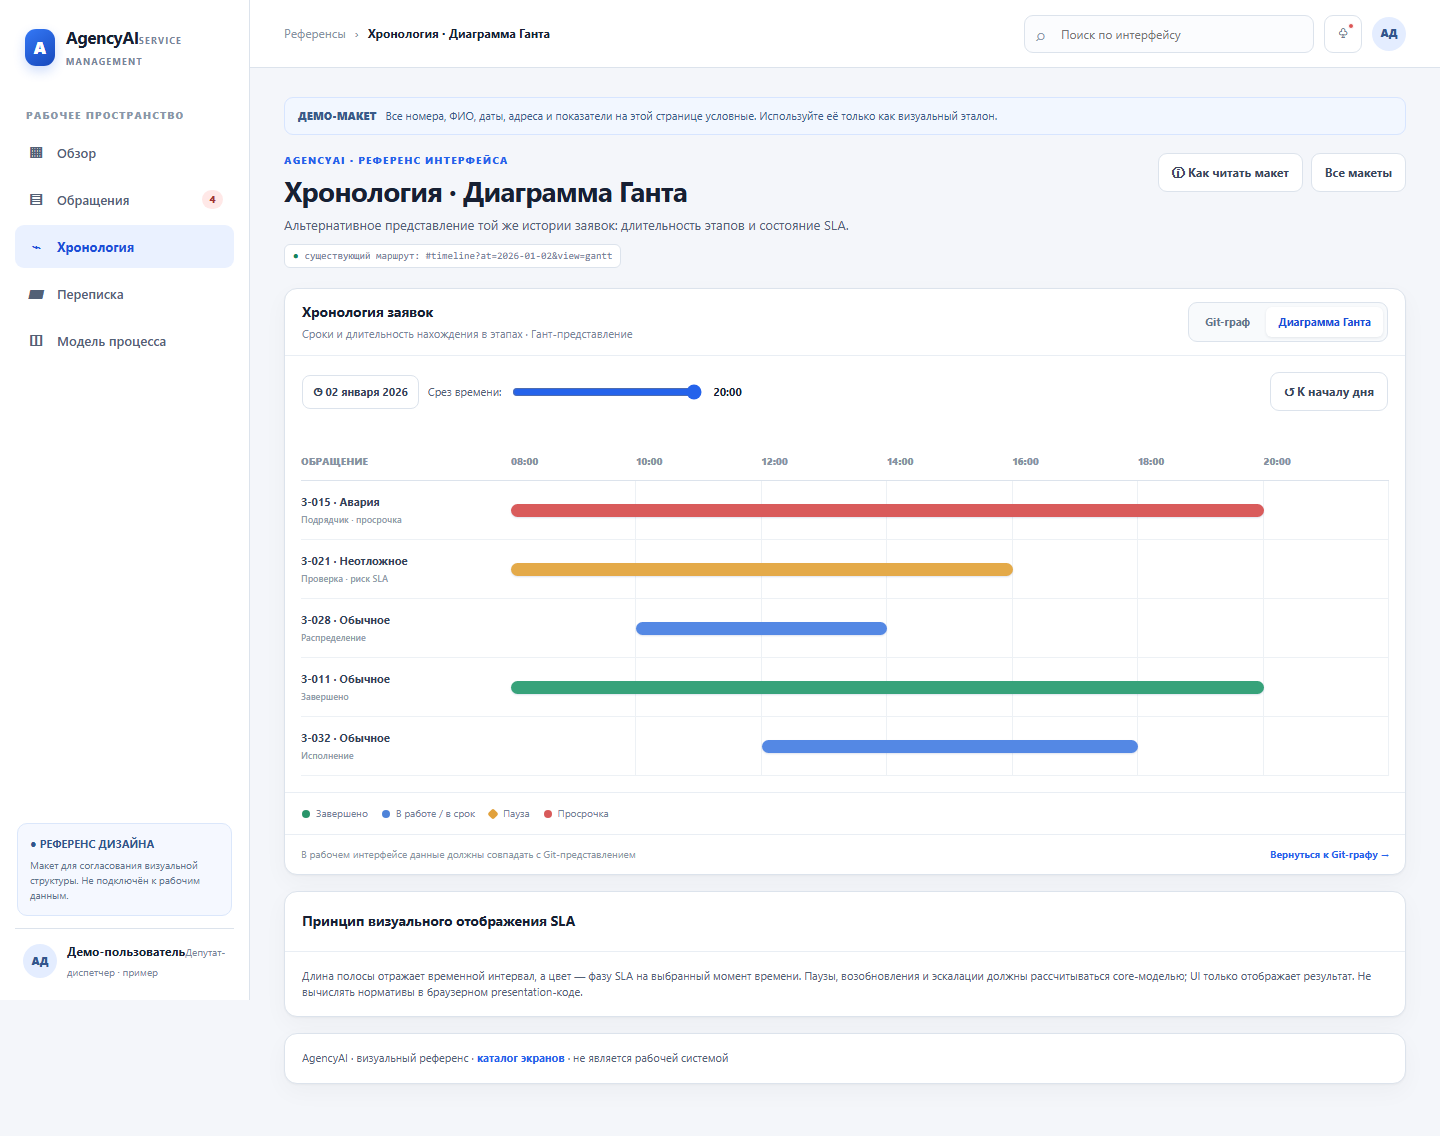 A
AgencyAI SERVICE
MANAGEMENT
РАБОЧЕЕ ПРОСТРАНСТВО
Обзор
Обращения 4
Хронология
Переписка
Модель процесса
● РЕФЕРЕНС ДИЗАЙНА
Макет для согласования визуальной
структуры. Не подключён к рабочим
данным.
АД
Демо-пользователь Депутат-
диспетчер · пример
Референсы › Хронология · Диаграмма Ганта
Поиск по интерфейсу
АД
ДЕМО-МАКЕТ Все номера, ФИО, даты, адреса и показатели на этой странице условные. Используйте её только как визуальный эталон.
AGENCYAI · РЕФЕРЕНС ИНТЕРФЕЙСА
Хронология · Диаграмма Ганта
Альтернативное представление той же истории заявок: длительность этапов и состояние SLA.
● существующий маршрут: #timeline?at=2026-01-02&view=gantt
ⓘ Как читать макет
Все макеты
Хронология заявок
Сроки и длительность нахождения в этапах · Гант-представление
Git-граф
Диаграмма Ганта
◷ 02 января 2026
Срез времени:
20:00
↺ К началу дня
ОБРАЩЕНИЕ 08:00 10:00 12:00 14:00 16:00 18:00 20:00
3-015 · Авария
Подрядчик · просрочка
3-021 · Неотложное
Проверка · риск SLA
3-028 · Обычное
Распределение
3-011 · Обычное
Завершено
3-032 · Обычное
Исполнение
Завершено В работе / в срок Пауза Просрочка
В рабочем интерфейсе данные должны совпадать с Git-представлением
Вернуться к Git-графу →
Принцип визуального отображения SLA
Длина полосы отражает временной интервал, а цвет — фазу SLA на выбранный момент времени. Паузы, возобновления и эскалации должны рассчитываться core-моделью; UI только отображает результат. Не
вычислять нормативы в браузерном presentation-коде.
AgencyAI · визуальный референс · каталог экранов · не является рабочей системой